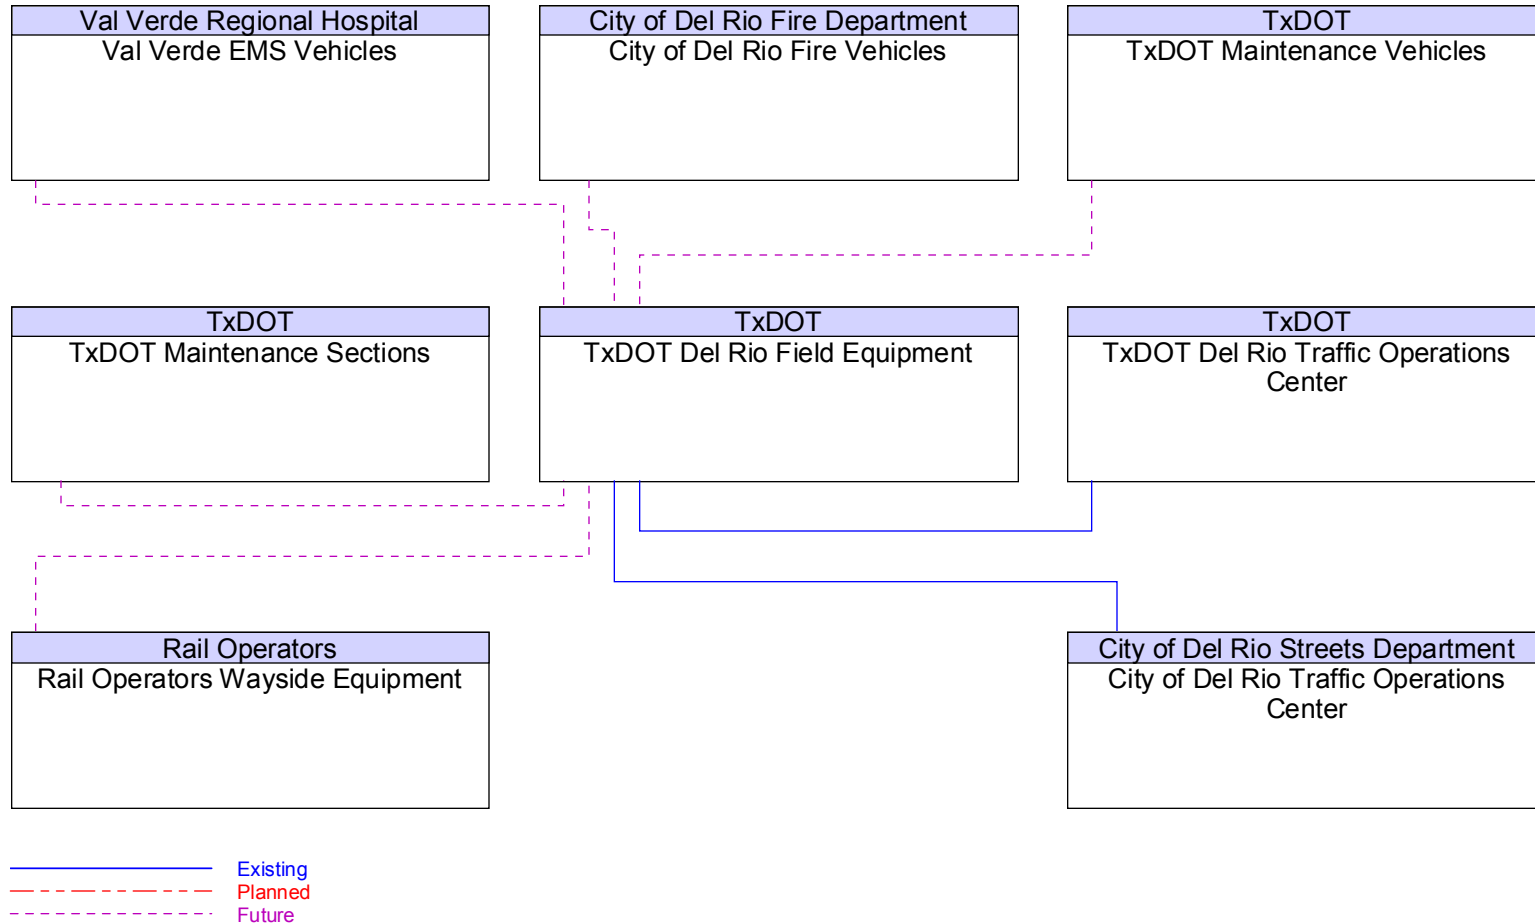 Val Verde Regional Hospital
Val Verde EMS Vehicles
City of Del Rio Fire Department
City of Del Rio Fire Vehicles
TxDOT
TxDOT Maintenance Vehicles
TxDOT
TxDOT Maintenance Sections
TxDOT
TxDOT Del Rio Field Equipment
TxDOT
TxDOT Del Rio Traffic Operations
Center
Rail Operators
Rail Operators Wayside Equipment
City of Del Rio Streets Department
City of Del Rio Traffic Operations
Center
Existing
Planned
Future